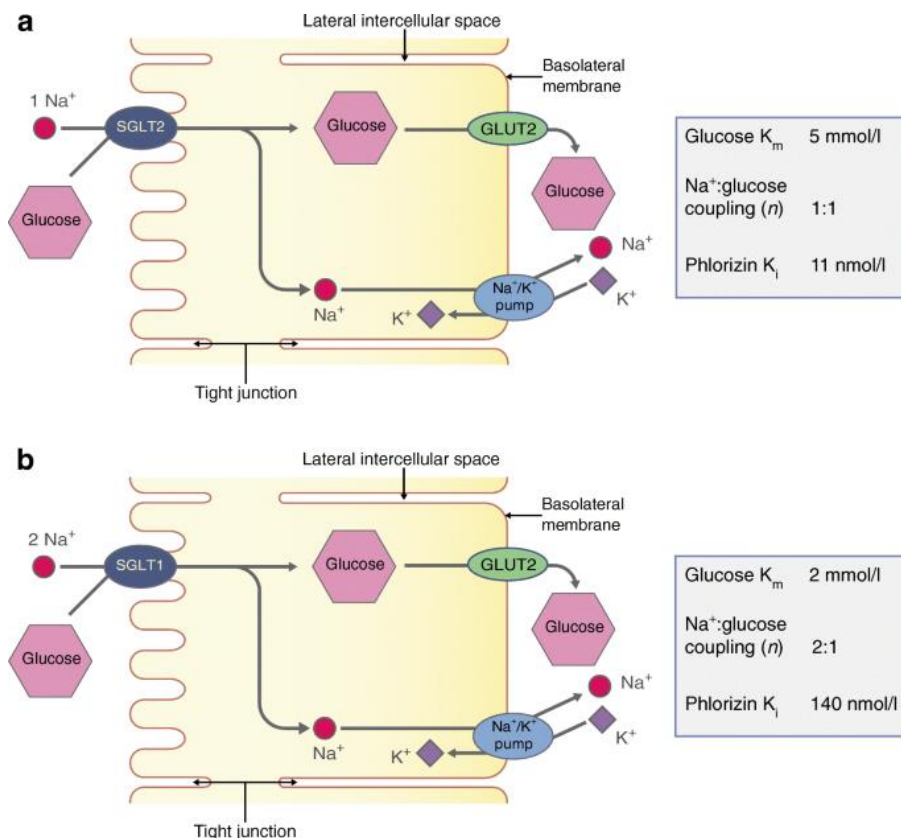 a
Lateral intercellular space
Basolateral
membrane
1 Na⁺
SGLT2
Glucose
GLUT2
Glucose
Glucose
Na⁺
Na⁺/K⁺
pump
Na⁺
K⁺
K⁺
Tight junction
Glucose Kₘ 5 mmol/l
Na⁺:glucose
coupling (n) 1:1
Phlorizin Kᵢ 11 nmol/l
b
Lateral intercellular space
Basolateral
membrane
2 Na⁺
SGLT1
Glucose
GLUT2
Glucose
Glucose
Na⁺
Na⁺/K⁺
pump
Na⁺
K⁺
K⁺
Tight junction
Glucose Kₘ 2 mmol/l
Na⁺:glucose
coupling (n) 2:1
Phlorizin Kᵢ 140 nmol/l